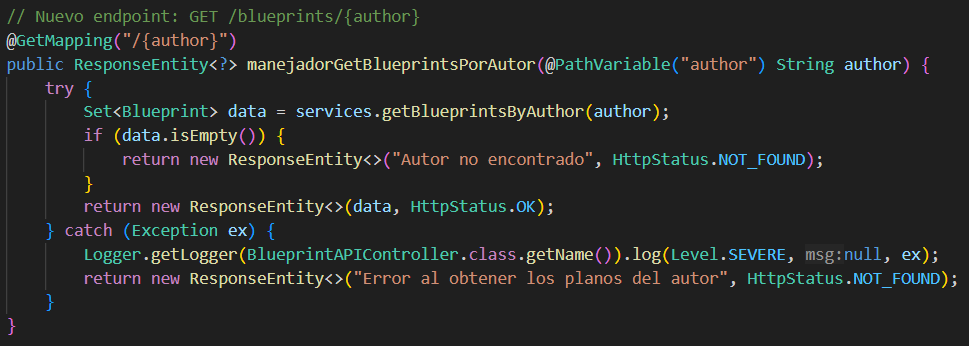 // Nuevo endpoint: GET /blueprints/{author}
@GetMapping("/{author}")
public ResponseEntity<?> manejadorGetBlueprintsPorAutor(@PathVariable("author") String author) {
    try {
        Set<Blueprint> data = services.getBlueprintsByAuthor(author);
        if (data.isEmpty()) {
            return new ResponseEntity<>("Autor no encontrado", HttpStatus.NOT_FOUND);
        }
        return new ResponseEntity<>(data, HttpStatus.OK);
    } catch (Exception ex) {
        Logger.getLogger(BlueprintAPIController.class.getName()).log(Level.SEVERE, msg:null, ex);
        return new ResponseEntity<>("Error al obtener los planos del autor", HttpStatus.NOT_FOUND);
    }
}